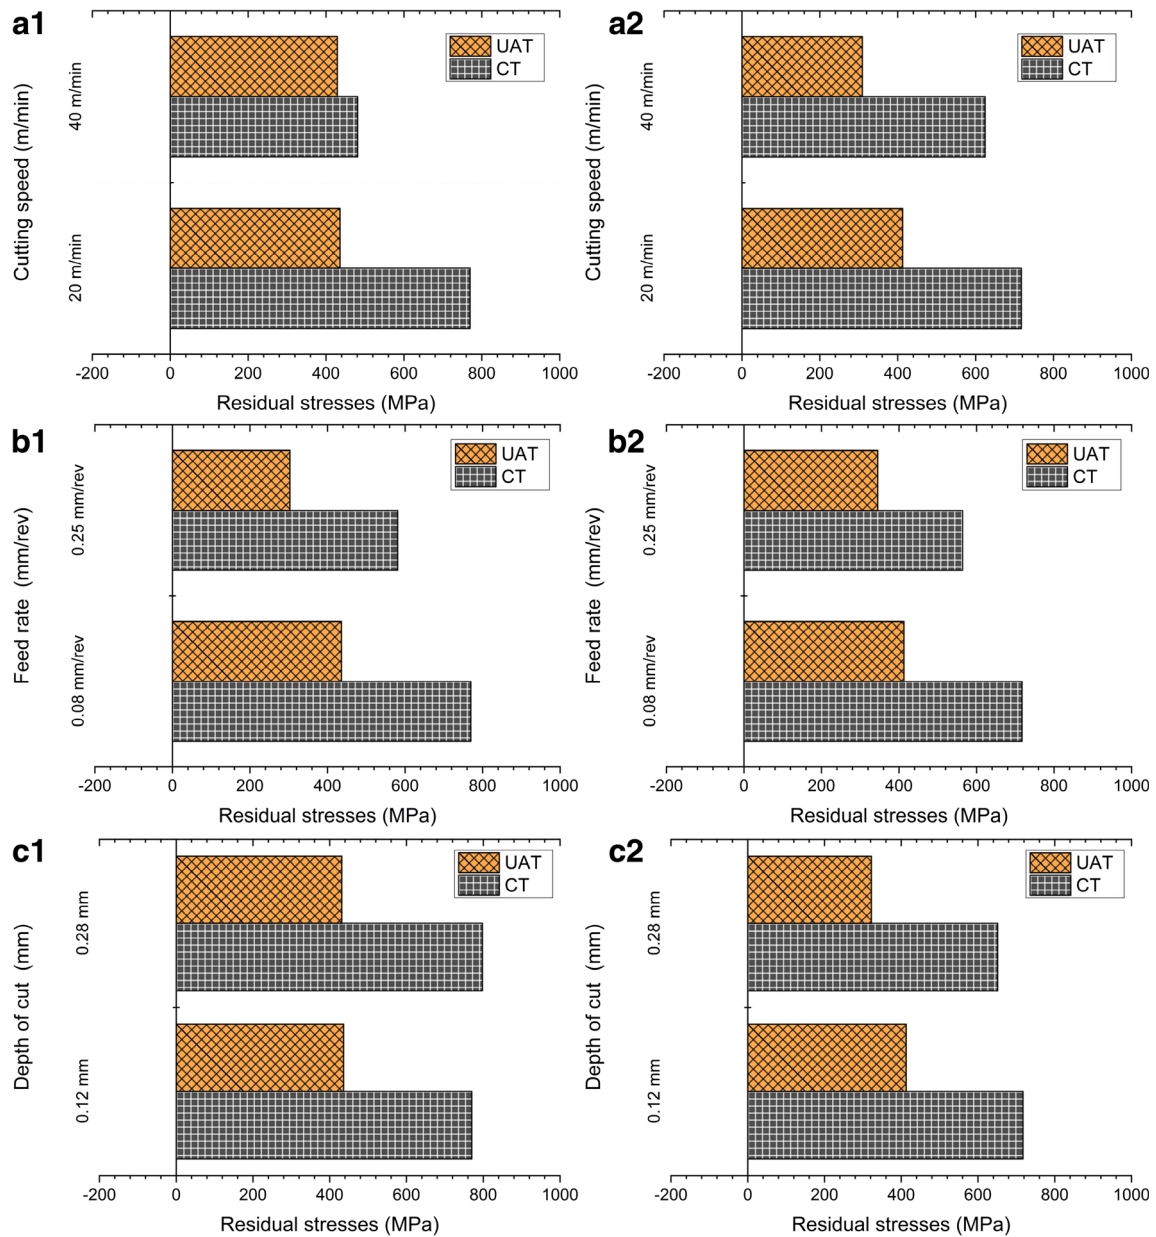 a1
UAT
CT
40 m/min
20 m/min
Cutting speed (m/min)
-200 0 200 400 600 800 1000
Residual stresses (MPa)
a2
UAT
CT
40 m/min
20 m/min
Cutting speed (m/min)
-200 0 200 400 600 800 1000
Residual stresses (MPa)
b1
UAT
CT
0.25 mm/rev
0.08 mm/rev
Feed rate (mm/rev)
-200 0 200 400 600 800 1000
Residual stresses (MPa)
b2
UAT
CT
0.25 mm/rev
0.08 mm/rev
Feed rate (mm/rev)
-200 0 200 400 600 800 1000
Residual stresses (MPa)
c1
UAT
CT
0.28 mm
0.12 mm
Depth of cut (mm)
-200 0 200 400 600 800 1000
Residual stresses (MPa)
c2
UAT
CT
0.28 mm
0.12 mm
Depth of cut (mm)
-200 0 200 400 600 800 1000
Residual stresses (MPa)